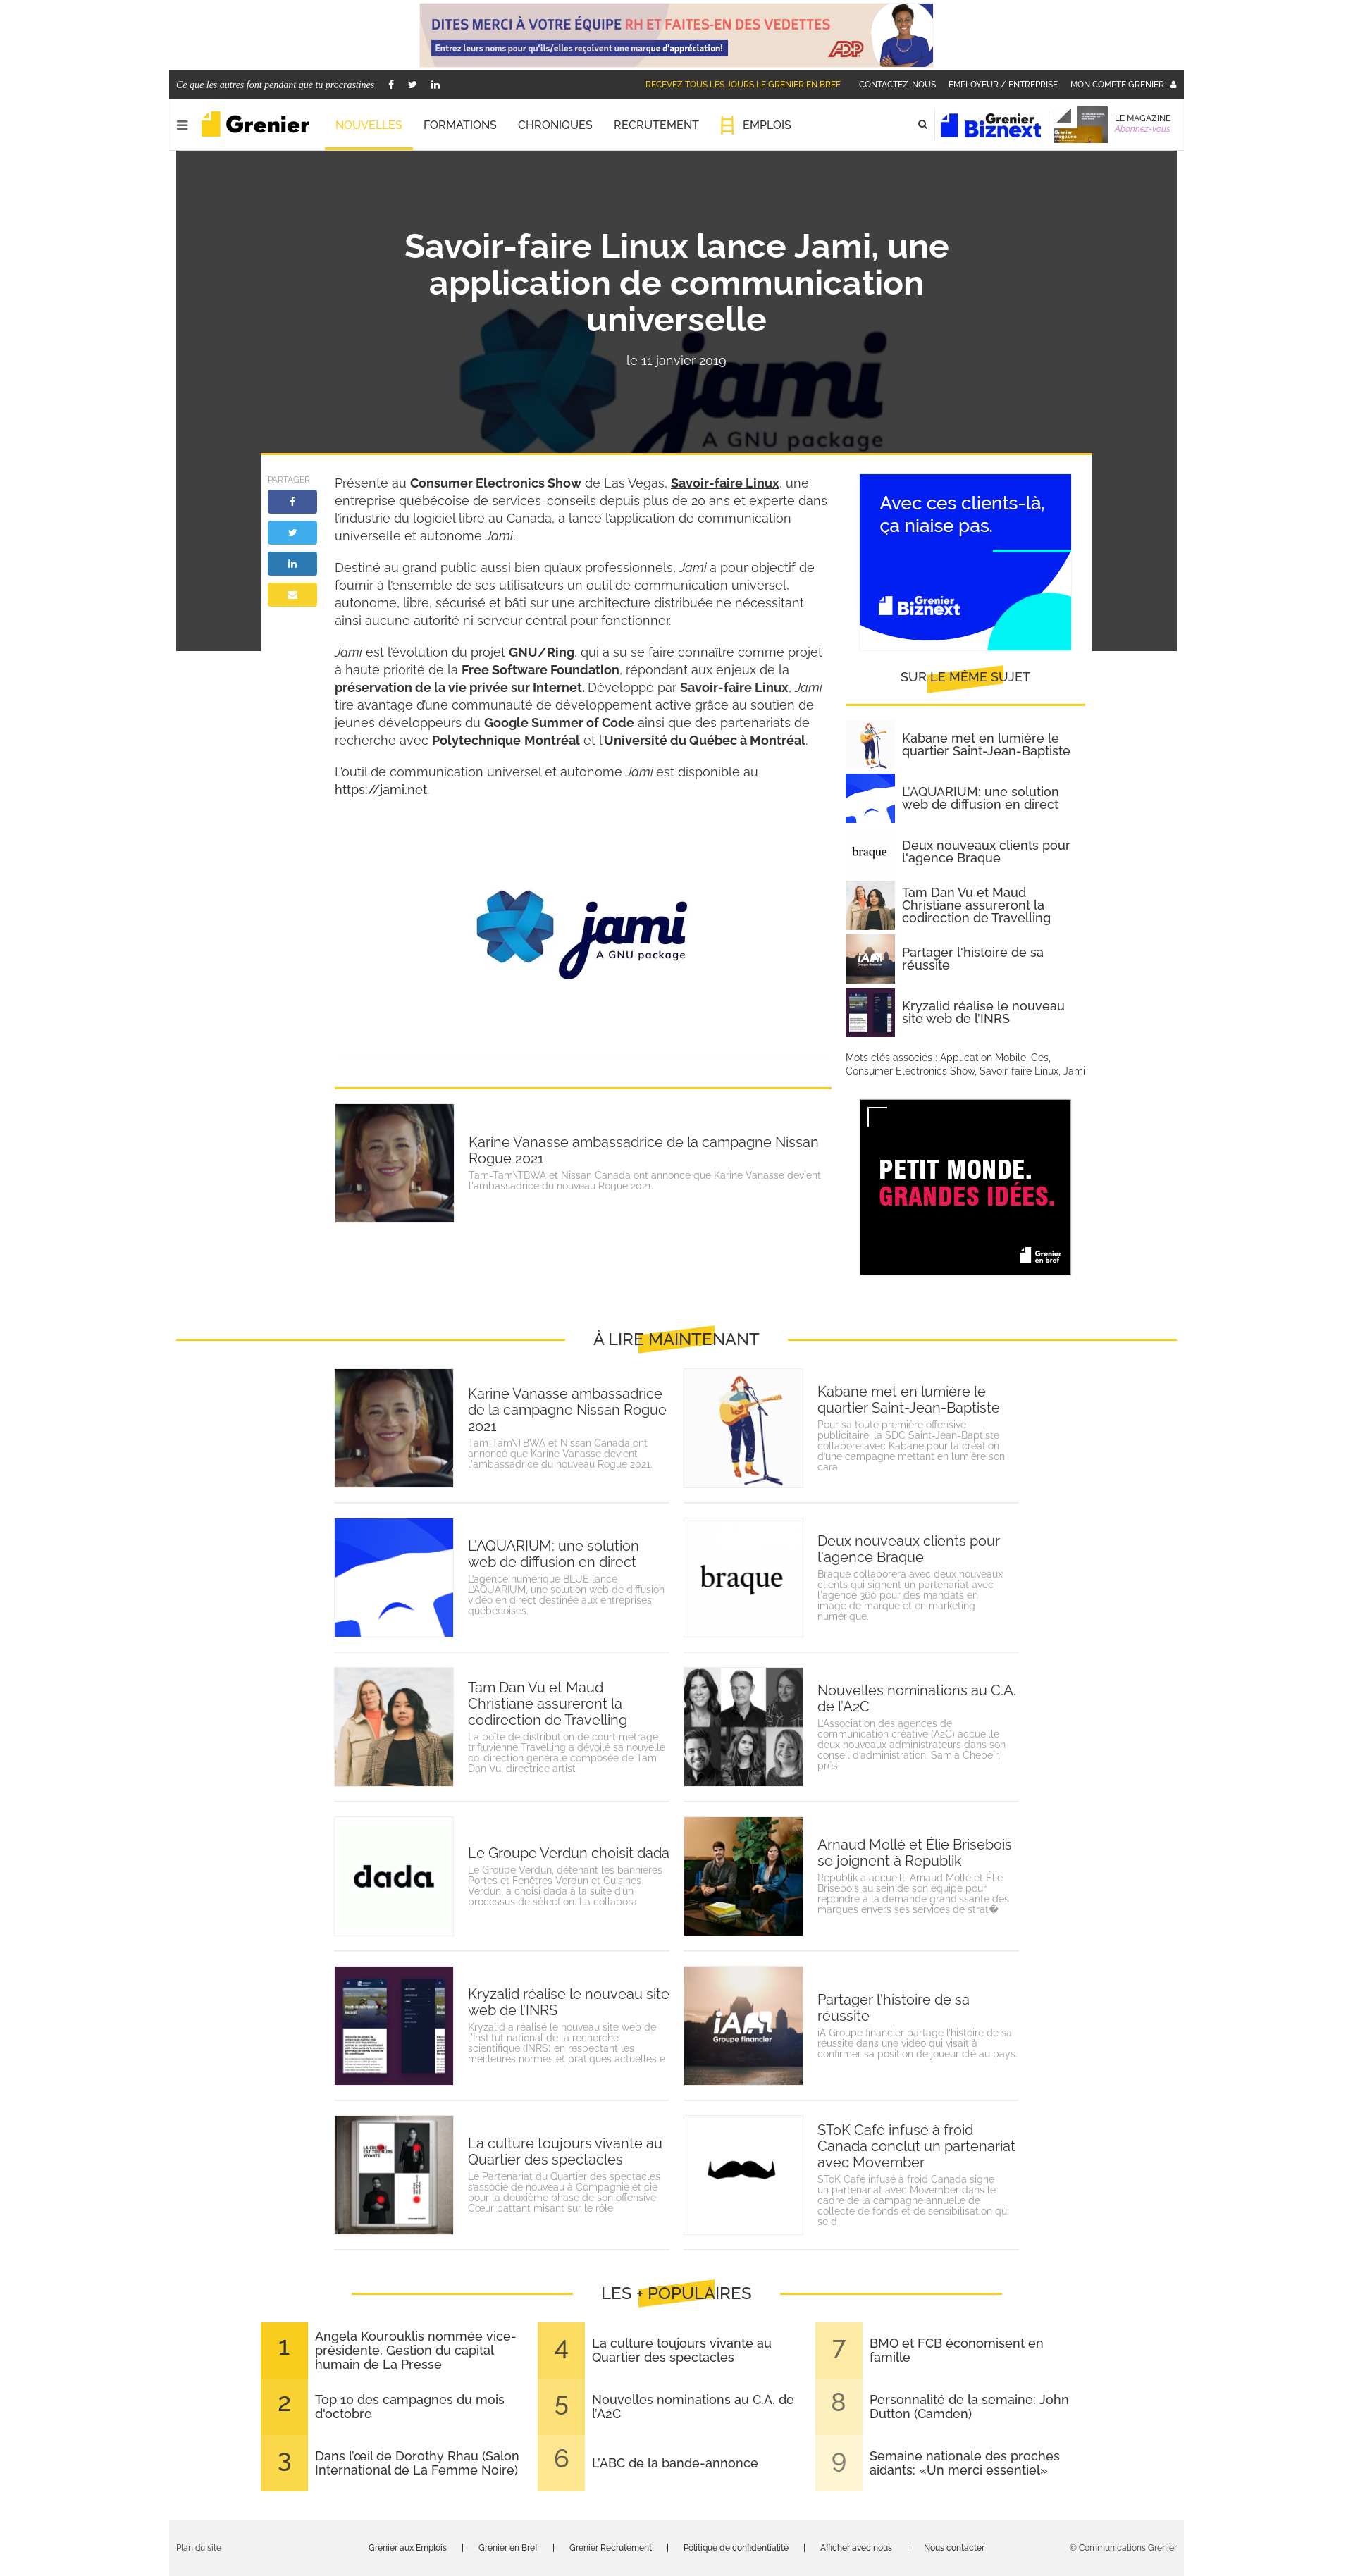 DITES MERCI À VOTRE ÉQUIPE RH ET FAITES-EN DES VEDETTES
Entrez leurs noms pour qu'ils/elles reçoivent une marque d'appréciation!
ADP
Ce que les autres font pendant que tu procrastines
RECEVEZ TOUS LES JOURS LE GRENIER EN BREF
CONTACTEZ-NOUS
EMPLOYEUR / ENTREPRISE
MON COMPTE GRENIER
Grenier
NOUVELLES
FORMATIONS
CHRONIQUES
RECRUTEMENT
EMPLOIS
Grenier
Biznext
LE MAGAZINE
Abonnez-vous
Savoir-faire Linux lance Jami, une
application de communication
universelle
le 11 janvier 2019
jami
A GNU package
PARTAGER
Présente au Consumer Electronics Show de Las Vegas, Savoir-faire Linux, une
entreprise québécoise de services-conseils depuis plus de 20 ans et experte dans
l'industrie du logiciel libre au Canada, a lancé l'application de communication
universelle et autonome Jami.
Destiné au grand public aussi bien qu'aux professionnels, Jami a pour objectif de
fournir à l'ensemble de ses utilisateurs un outil de communication universel,
autonome, libre, sécurisé et bâti sur une architecture distribuée ne nécessitant
ainsi aucune autorité ni serveur central pour fonctionner.
Jami est l'évolution du projet GNU/Ring, qui a su se faire connaître comme projet
à haute priorité de la Free Software Foundation, répondant aux enjeux de la
préservation de la vie privée sur Internet. Développé par Savoir-faire Linux, Jami
tire avantage d'une communauté de développement active grâce au soutien de
jeunes développeurs du Google Summer of Code ainsi que des partenariats de
recherche avec Polytechnique Montréal et l'Université du Québec à Montréal.
L'outil de communication universel et autonome Jami est disponible au
https://jami.net.
jami
A GNU package
Karine Vanasse ambassadrice de la campagne Nissan
Rogue 2021
Tam-Tam\TBWA et Nissan Canada ont annoncé que Karine Vanasse devient
l'ambassadrice du nouveau Rogue 2021.
Avec ces clients-là,
ça niaise pas.
Grenier
Biznext
SUR LE MÊME SUJET
Kabane met en lumière le
quartier Saint-Jean-Baptiste
L'AQUARIUM: une solution
web de diffusion en direct
braque
Deux nouveaux clients pour
l'agence Braque
Tam Dan Vu et Maud
Christiane assureront la
codirection de Travelling
iA
Groupe financier
Partager l'histoire de sa
réussite
Kryzalid réalise le nouveau
site web de l'INRS
Mots clés associés : Application Mobile, Ces,
Consumer Electronics Show, Savoir-faire Linux, Jami
PETIT MONDE.
GRANDES IDÉES.
Grenier
en bref
À LIRE MAINTENANT
Karine Vanasse ambassadrice
de la campagne Nissan Rogue
2021
Tam-Tam\TBWA et Nissan Canada ont
annoncé que Karine Vanasse devient
l'ambassadrice du nouveau Rogue 2021.
Kabane met en lumière le
quartier Saint-Jean-Baptiste
Pour sa toute première offensive
publicitaire, la SDC Saint-Jean-Baptiste
collabore avec Kabane pour la création
d'une campagne mettant en lumière son
cara
L'AQUARIUM: une solution
web de diffusion en direct
L'agence numérique BLUE lance
L'AQUARIUM, une solution web de diffusion
vidéo en direct destinée aux entreprises
québécoises.
braque
Deux nouveaux clients pour
l'agence Braque
Braque collaborera avec deux nouveaux
clients qui signent un partenariat avec
l'agence 360 pour des mandats en
image de marque et en marketing
numérique.
Tam Dan Vu et Maud
Christiane assureront la
codirection de Travelling
La boîte de distribution de court métrage
trifluvienne Travelling a dévoilé sa nouvelle
co-direction générale composée de Tam
Dan Vu, directrice artist
Nouvelles nominations au C.A.
de l'A2C
L'Association des agences de
communication créative (A2C) accueille
deux nouveaux administrateurs dans son
conseil d'administration. Samia Chebeir,
prési
dada
Le Groupe Verdun choisit dada
Le Groupe Verdun, détenant les bannières
Portes et Fenêtres Verdun et Cuisines
Verdun, a choisi dada à la suite d'un
processus de sélection. La collabora
Arnaud Mollé et Élie Brisebois
se joignent à Republik
Republik a accueilli Arnaud Mollé et Élie
Brisebois au sein de son équipe pour
répondre à la demande grandissante des
marques envers ses services de strat�
Kryzalid réalise le nouveau site
web de l'INRS
Kryzalid a réalisé le nouveau site web de
l'Institut national de la recherche
scientifique (INRS) en respectant les
meilleures normes et pratiques actuelles e
iA
Groupe financier
Partager l'histoire de sa
réussite
iA Groupe financier partage l'histoire de sa
réussite dans une vidéo qui visait à
confirmer sa position de joueur clé au pays.
LA CULTURE
EST TOUJOURS
VIVANTE
La culture toujours vivante au
Quartier des spectacles
Le Partenariat du Quartier des spectacles
s'associe de nouveau à Compagnie et cie
pour la deuxième phase de son offensive
Cœur battant misant sur le rôle
SToK Café infusé à froid
Canada conclut un partenariat
avec Movember
SToK Café infusé à froid Canada signe
un partenariat avec Movember dans le
cadre de la campagne annuelle de
collecte de fonds et de sensibilisation qui
se d
LES + POPULAIRES
1
Angela Kourouklis nommée vice-
présidente, Gestion du capital
humain de La Presse
2
Top 10 des campagnes du mois
d'octobre
3
Dans l'œil de Dorothy Rhau (Salon
International de La Femme Noire)
4
La culture toujours vivante au
Quartier des spectacles
5
Nouvelles nominations au C.A. de
l'A2C
6
L'ABC de la bande-annonce
7
BMO et FCB économisent en
famille
8
Personnalité de la semaine: John
Dutton (Camden)
9
Semaine nationale des proches
aidants: «Un merci essentiel»
Plan du site
Grenier aux Emplois | Grenier en Bref | Grenier Recrutement | Politique de confidentialité | Afficher avec nous | Nous contacter
© Communications Grenier